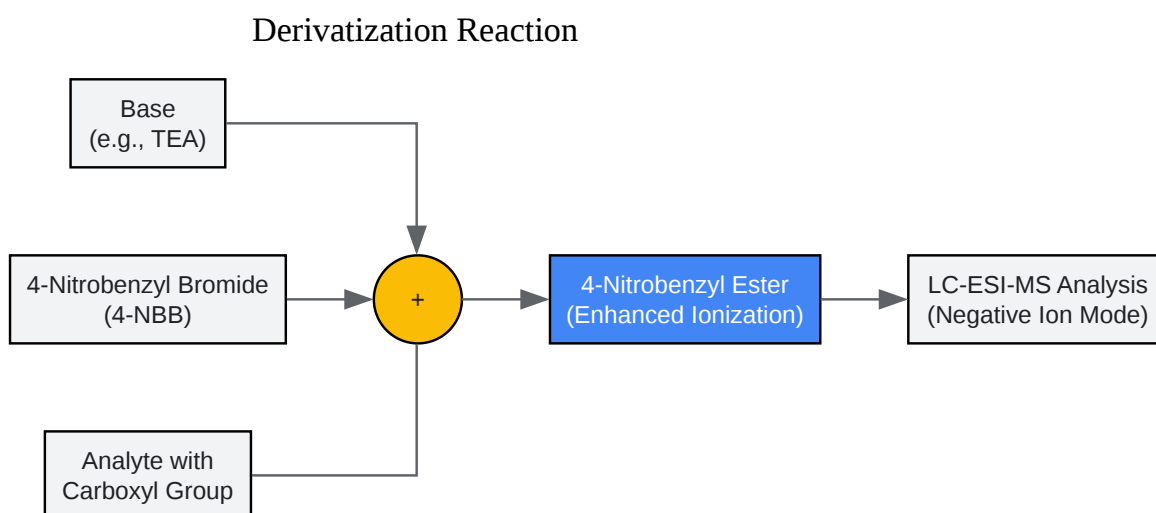 Derivatization Reaction
Base
(e.g., TEA)
4-Nitrobenzyl Bromide
(4-NBB)
+
4-Nitrobenzyl Ester
(Enhanced Ionization)
LC-ESI-MS Analysis
(Negative Ion Mode)
Analyte with
Carboxyl Group